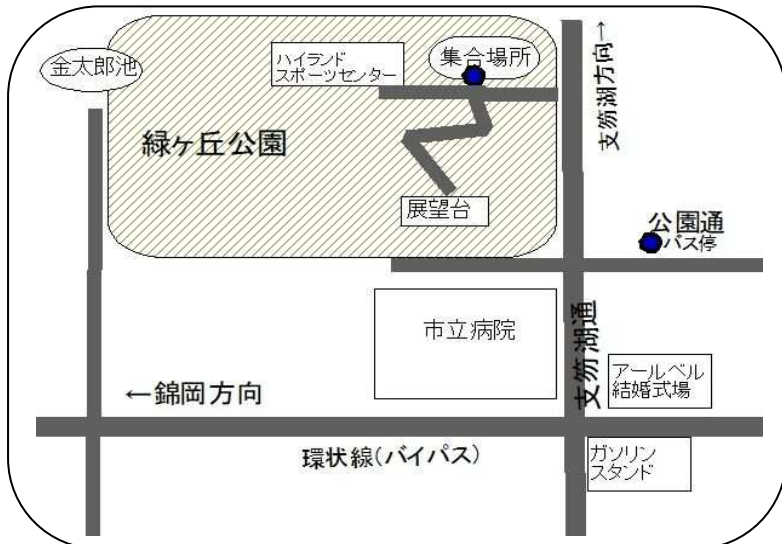 金太郎池
ハイランド
スポーツセンター
集合場所
支笏湖方向→
緑ヶ丘公園
展望台
公園通
バス停
市立病院
支笏湖通
アールベル
結婚式場
←錦岡方向
環状線(バイパス)
ガソリン
スタンド